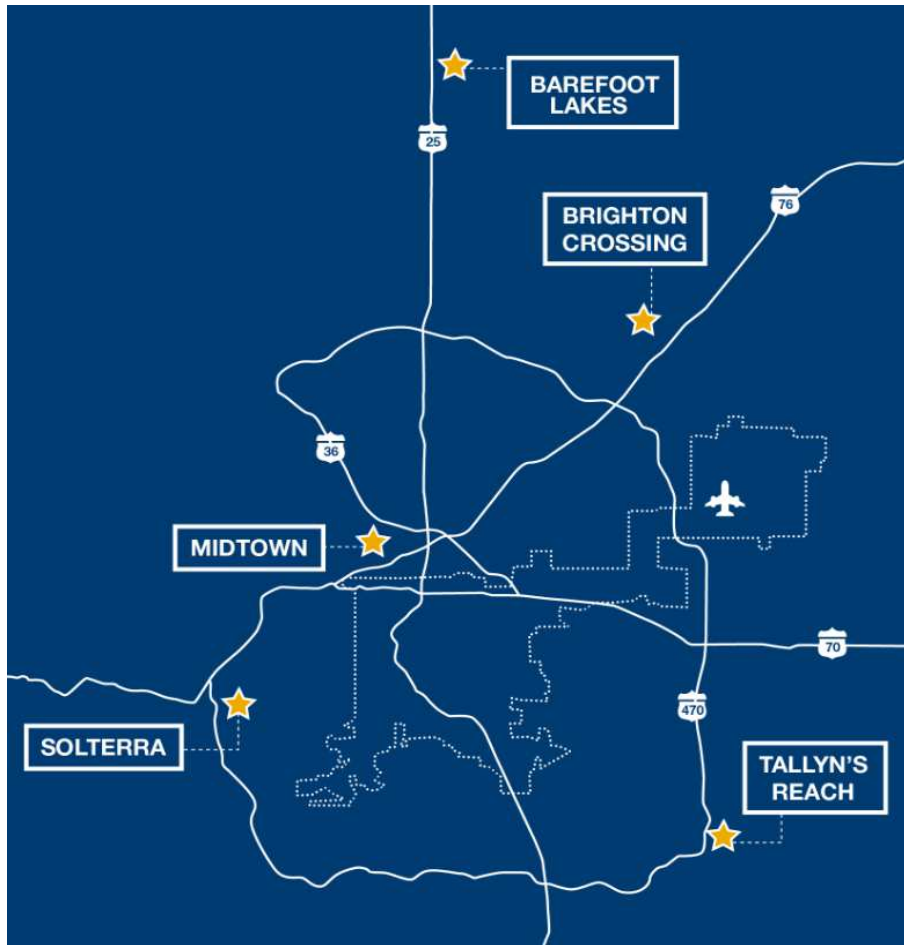 BAREFOOT
LAKES
25
76
BRIGHTON
CROSSING
36
MIDTOWN
70
470
SOLTERRA
TALLYN'S
REACH